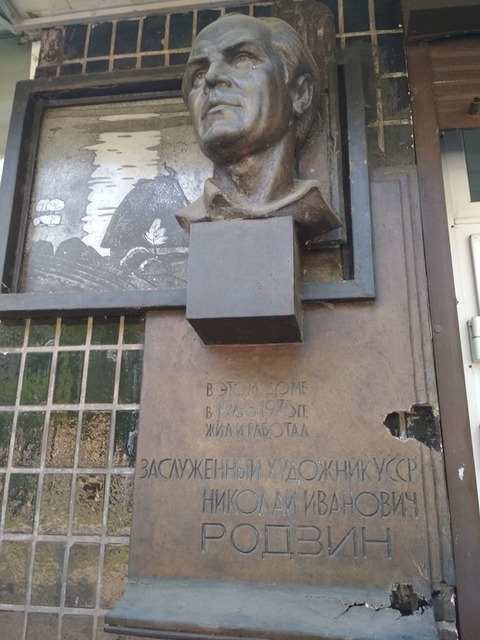 В ЭТОМ ДОМЕ
В
ЖИЛ И РАБОТАЛ
ЗАСЛУЖЕННЫЙ ХУДОЖНИК УССР
НИКОЛАЙ ИВАНОВИЧ
РОДЗИН